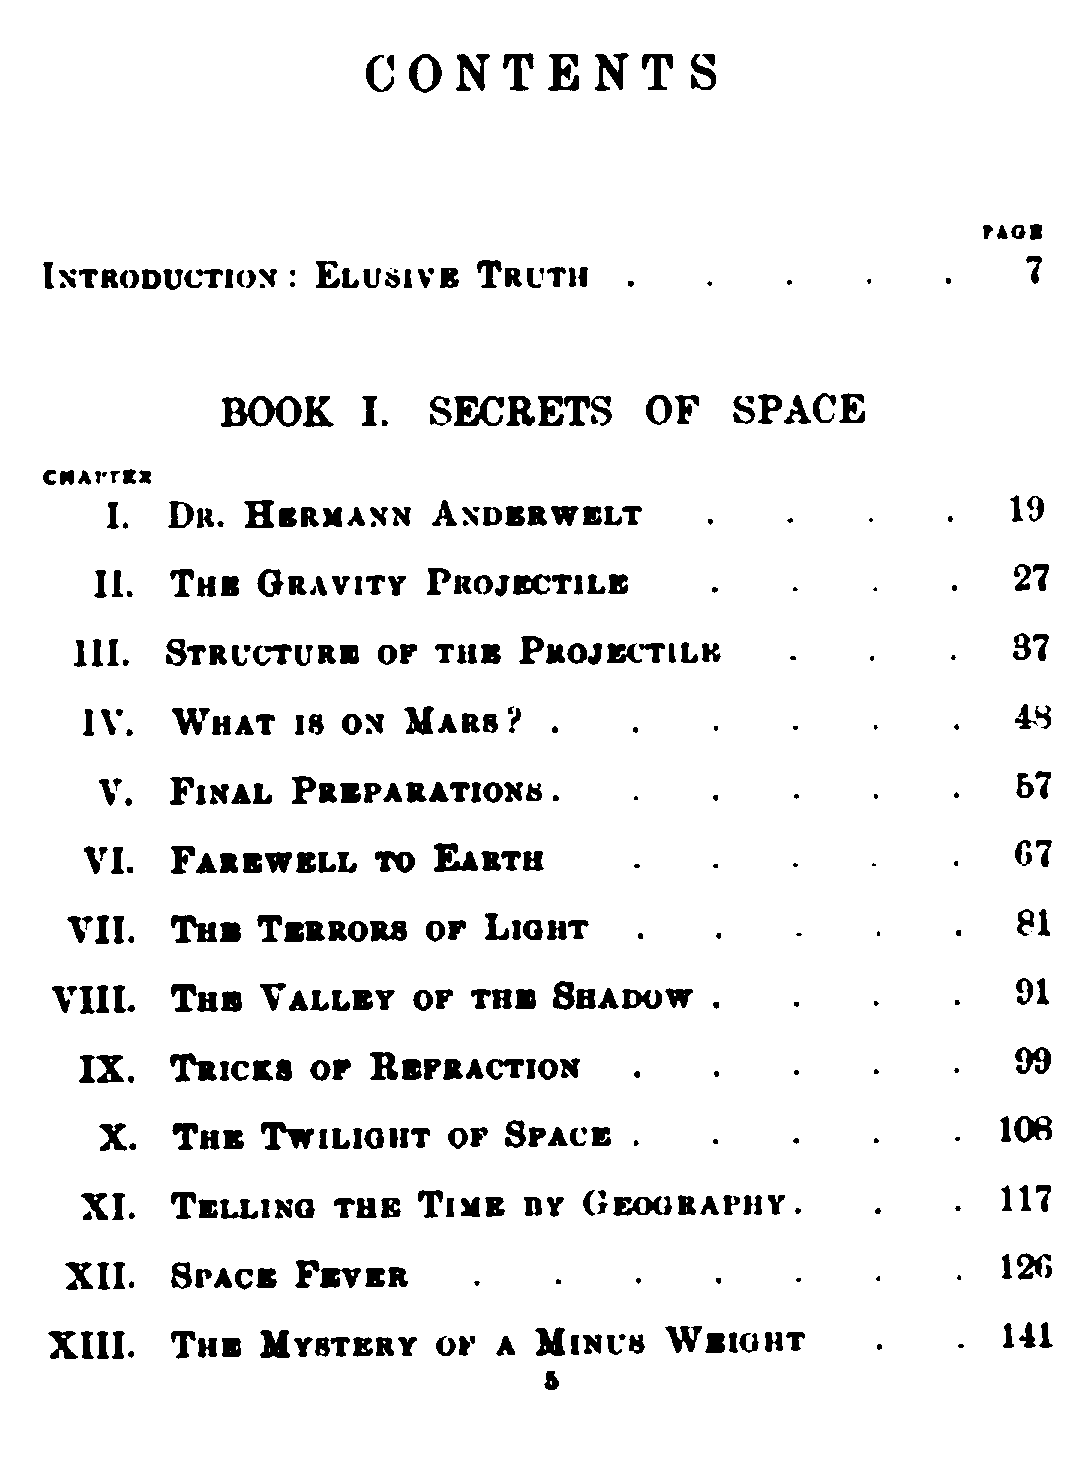 CONTENTS
PAGE
INTRODUCTION: ELUSIVE TRUTH . . . . . 7
BOOK I. SECRETS OF SPACE
CHAPTER
I. DR. HERMANN ANDERWELT . . . . 19
II. THE GRAVITY PROJECTILE . . . . 27
III. STRUCTURE OF THE PROJECTILE . . . 37
IV. WHAT IS ON MARS? . . . . . . 48
V. FINAL PREPARATIONS . . . . . . 57
VI. FAREWELL TO EARTH . . . . . 67
VII. THE TERRORS OF LIGHT . . . . . 81
VIII. THE VALLEY OF THE SHADOW . . . . 91
IX. TRICKS OF REFRACTION . . . . . 99
X. THE TWILIGHT OF SPACE . . . . . 108
XI. TELLING THE TIME BY GEOGRAPHY . . . 117
XII. SPACE FEVER . . . . . . . 126
XIII. THE MYSTERY OF A MINUS WEIGHT . . 141
5